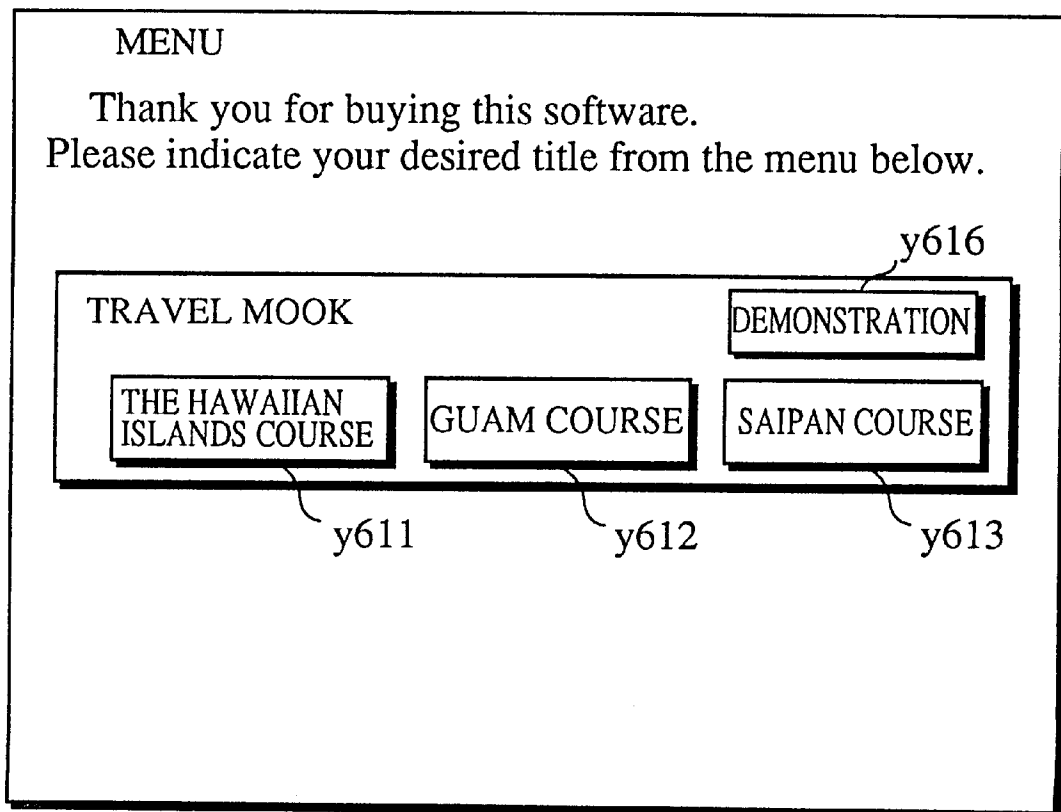 MENU
Thank you for buying this software.
Please indicate your desired title from the menu below.
y616
TRAVEL MOOK
DEMONSTRATION
THE HAWAIIAN
ISLANDS COURSE
GUAM COURSE
SAIPAN COURSE
y611
y612
y613